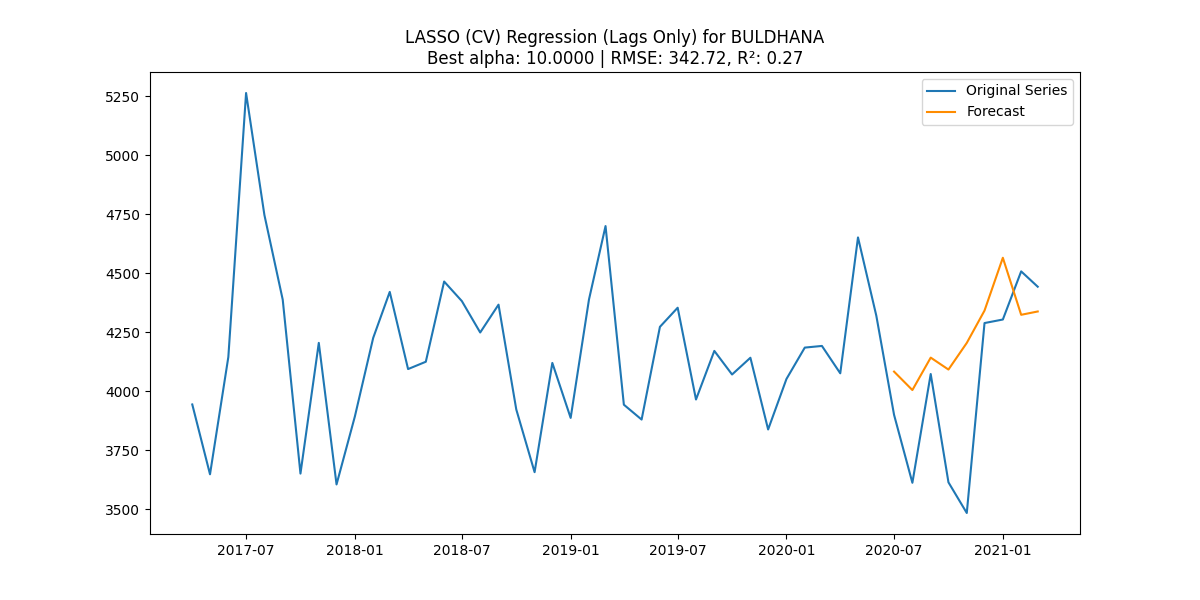 LASSO (CV) Regression (Lags Only) for BULDHANA
Best alpha: 10.0000 | RMSE: 342.72, R²: 0.27
Original Series
Forecast
5250
5000
4750
4500
4250
4000
3750
3500
2017-07 2018-01 2018-07 2019-01 2019-07 2020-01 2020-07 2021-01